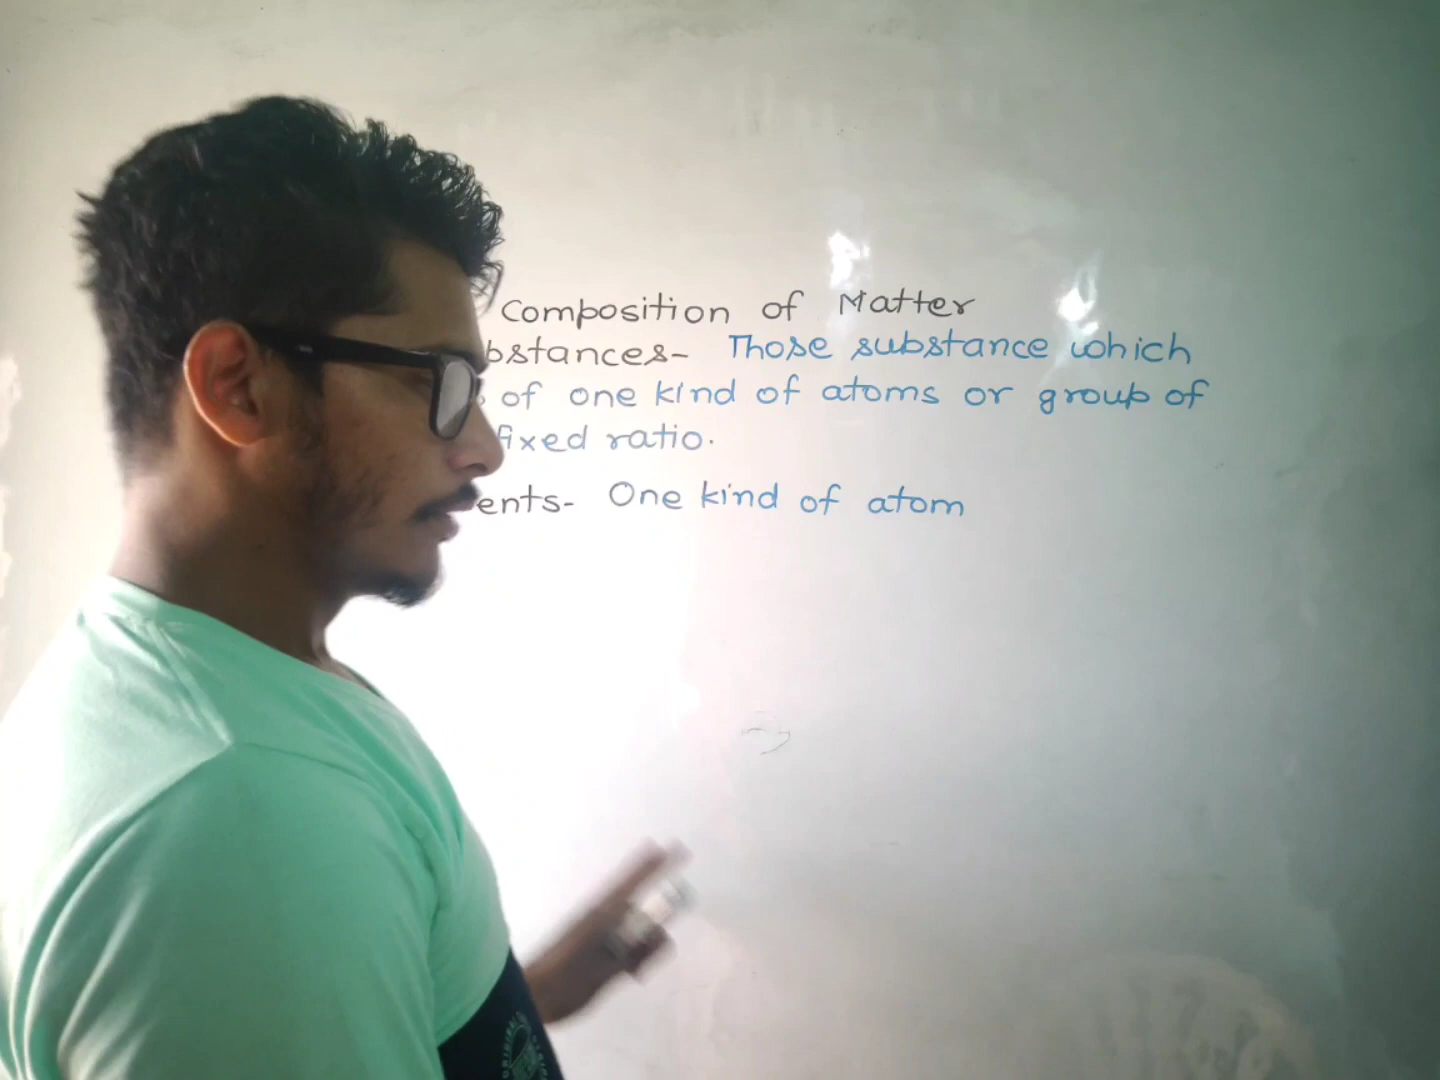 Composition of Matter
bstances- Those substance which
of one kind of atoms or group of
fixed ratio.
ents- One kind of atom